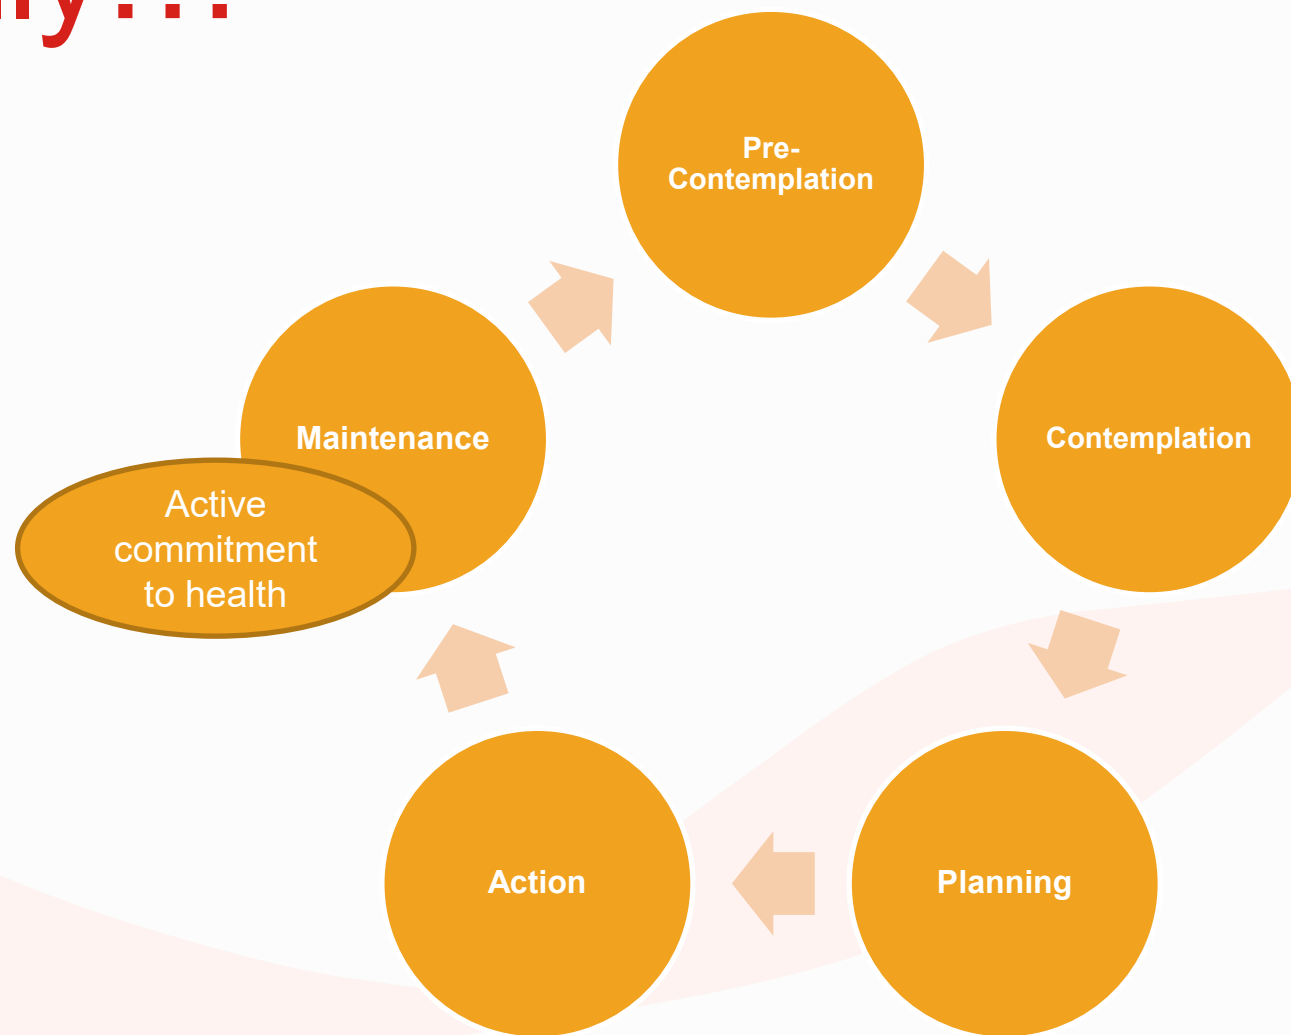 Pre-
Contemplation
Contemplation
Maintenance
Active
commitment
to health
Action
Planning